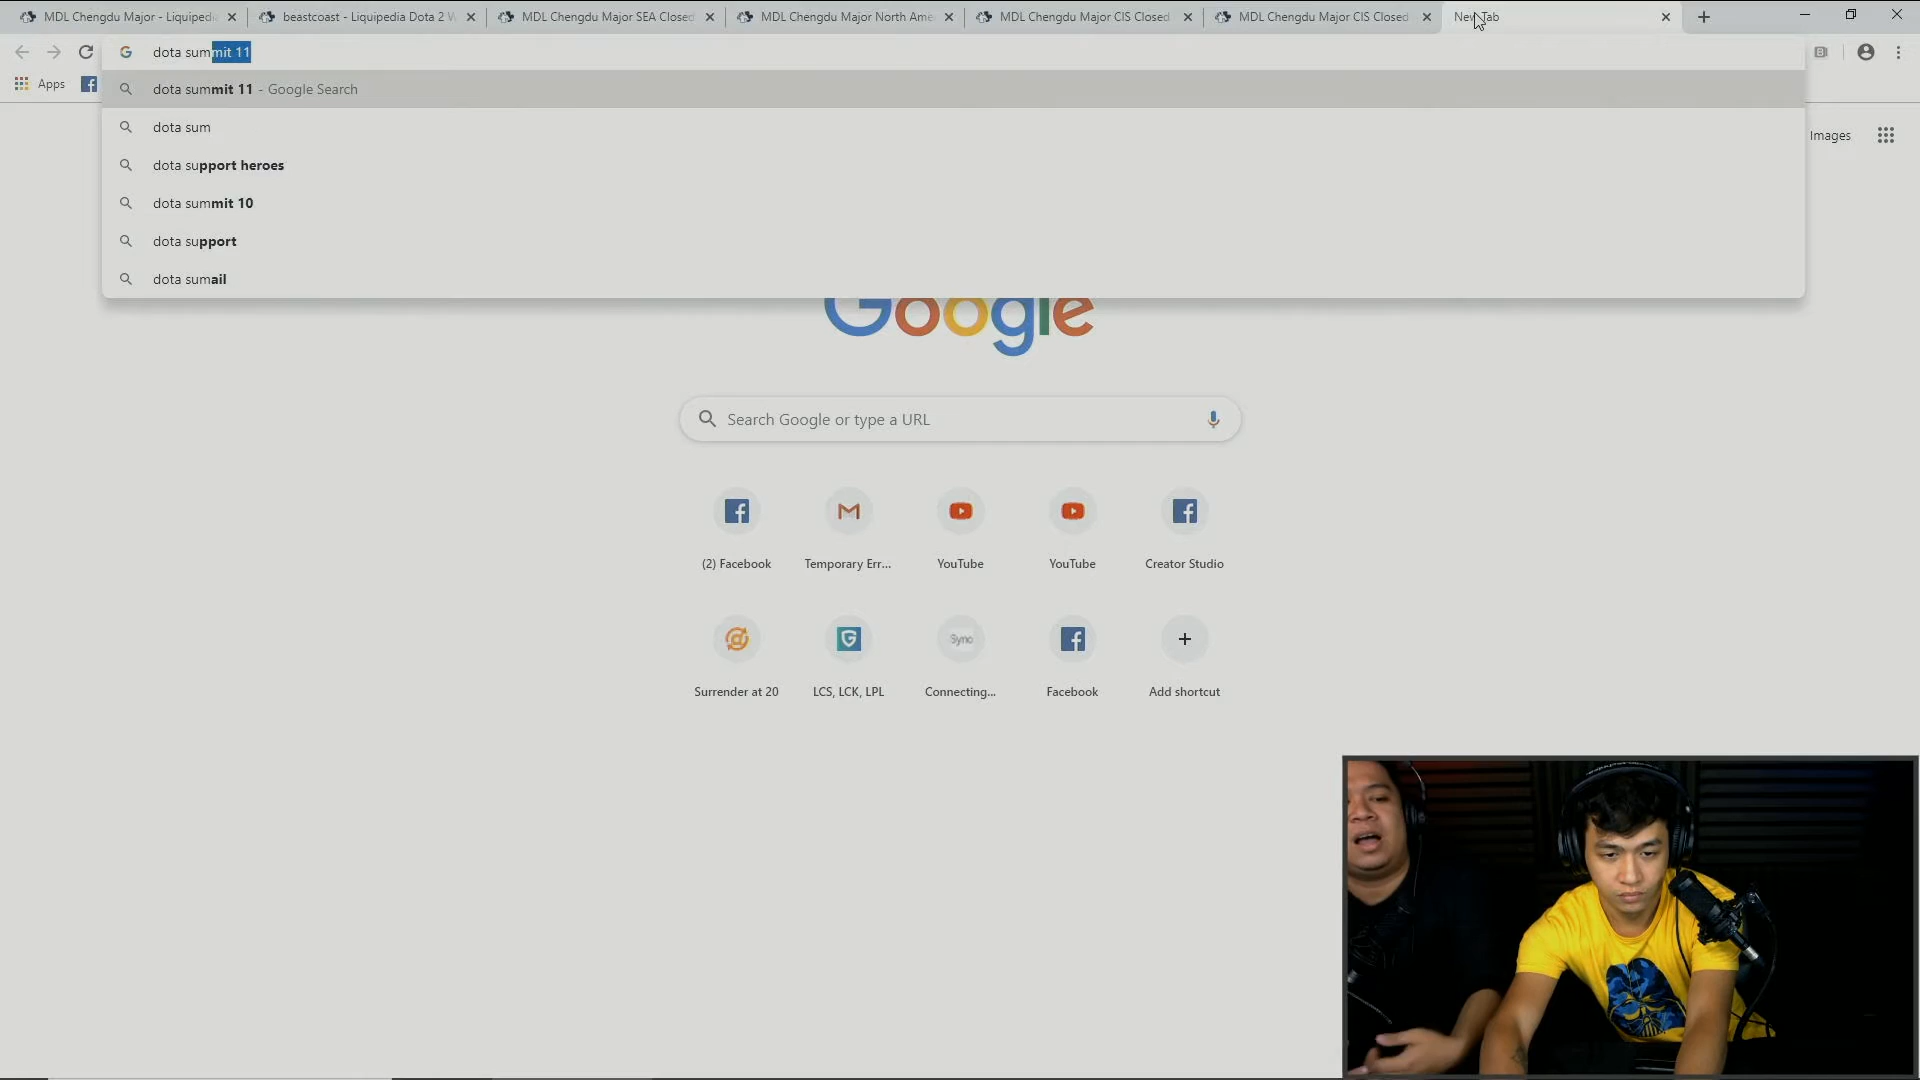 MDL Chengdu Major - Liquipedi
beastcoast - Liquipedia Dota 2 W
MDL Chengdu Major SEA Closed
MDL Chengdu Major North Ame
MDL Chengdu Major CIS Closed
MDL Chengdu Major CIS Closed
New Tab
dota summit 11
Apps
dota summit 11 - Google Search
dota sum
dota support heroes
dota summit 10
dota support
dota sumail
Images
Google
Search Google or type a URL
(2) Facebook
Temporary Err...
YouTube
YouTube
Creator Studio
Sync
Surrender at 20
LCS, LCK, LPL
Connecting...
Facebook
Add shortcut